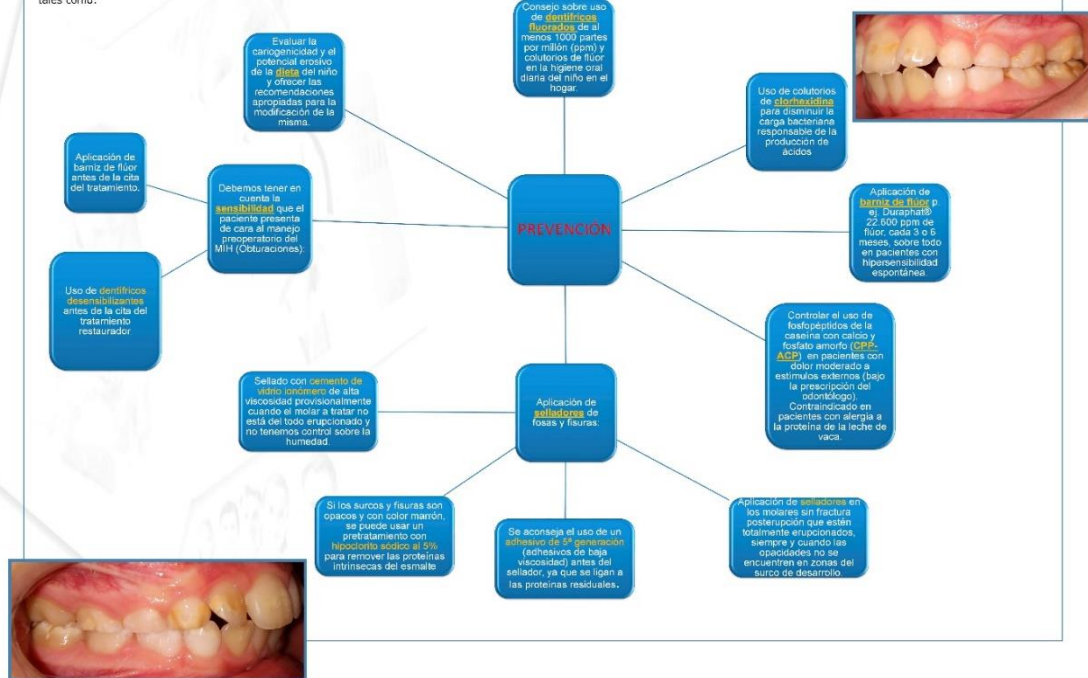 tales como:
Consejo sobre uso
de dentífricos
fluorados de al
menos 1000 partes
por millón (ppm) y
colutorios de flúor
en la higiene oral
diaria del niño en el
hogar.
Evaluar la
cariogenicidad y el
potencial erosivo
de la dieta del niño
y ofrecer las
recomendaciones
apropiadas para la
modificación de la
misma.
Uso de colutorios
de clorhexidina
para disminuir la
carga bacteriana
responsable de la
producción de
ácidos
Aplicación de
barniz de flúor
antes de la cita
del tratamiento.
Debemos tener en
cuenta la
sensibilidad que el
paciente presenta
de cara al manejo
preoperatorio del
MIH (Obturaciones):
PREVENCIÓN
Aplicación de
barniz de flúor p.
ej. Duraphat®
22.600 ppm de
flúor, cada 3 o 6
meses, sobre todo
en pacientes con
hipersensibilidad
espontánea.
Uso de dentífricos
desensibilizantes
antes de la cita del
tratamiento
restaurador
Controlar el uso de
fosfopéptidos de la
caseína con calcio y
fosfato amorfo (CPP-
ACP) en pacientes con
dolor moderado a
estímulos externos (bajo
la prescripción del
odontólogo).
Contraindicado en
pacientes con alergia a
la proteína de la leche de
vaca.
Sellado con cemento de
vidrio ionómero de alta
viscosidad provisionalmente
cuando el molar a tratar no
está del todo erupcionado y
no tenemos control sobre la
humedad.
Aplicación de
selladores de
fosas y fisuras:
Si los surcos y fisuras son
opacos y con color marrón,
se puede usar un
pretratamiento con
hipoclorito sódico al 5%
para remover las proteínas
intrínsecas del esmalte
Se aconseja el uso de un
adhesivo de 5ª generación
(adhesivos de baja
viscosidad) antes del
sellador, ya que se ligan a
las proteínas residuales.
Aplicación de selladores en
los molares sin fractura
posterupción que estén
totalmente erupcionados,
siempre y cuando las
opacidades no se
encuentren en zonas del
surco de desarrollo.